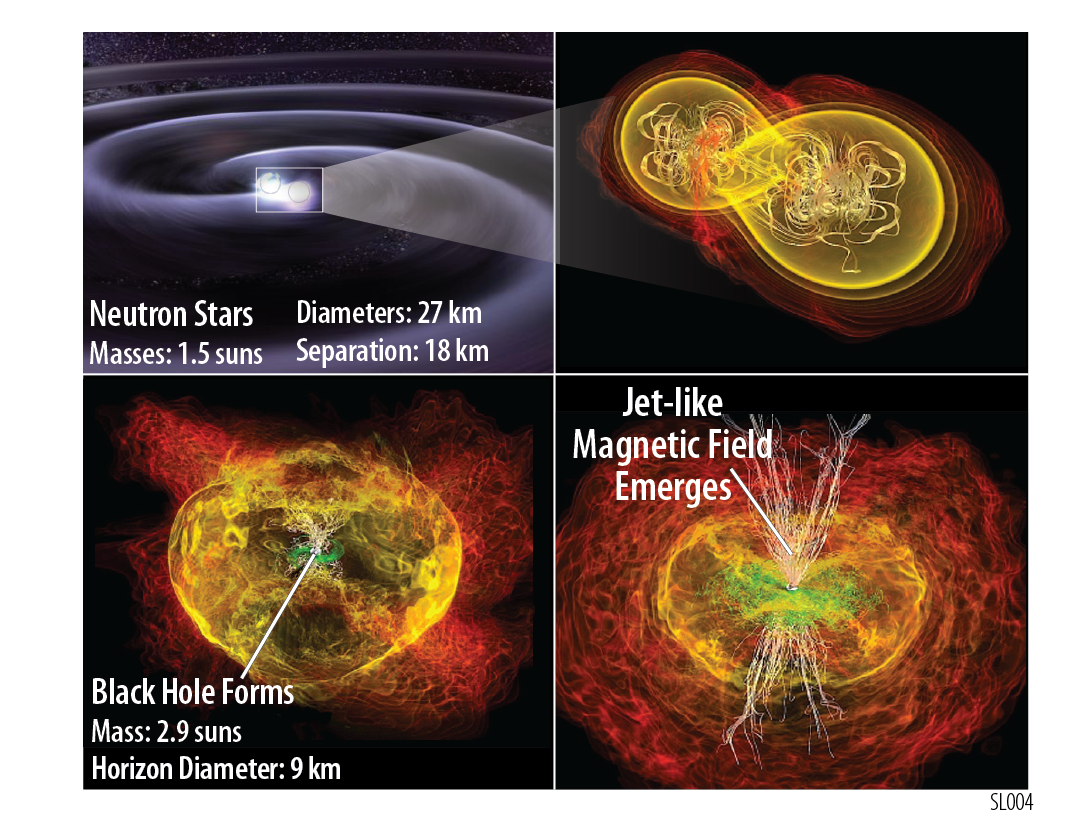 Neutron Stars
Masses: 1.5 suns
Diameters: 27 km
Separation: 18 km
Jet-like
Magnetic Field
Emerges
Black Hole Forms
Mass: 2.9 suns
Horizon Diameter: 9 km
SL004